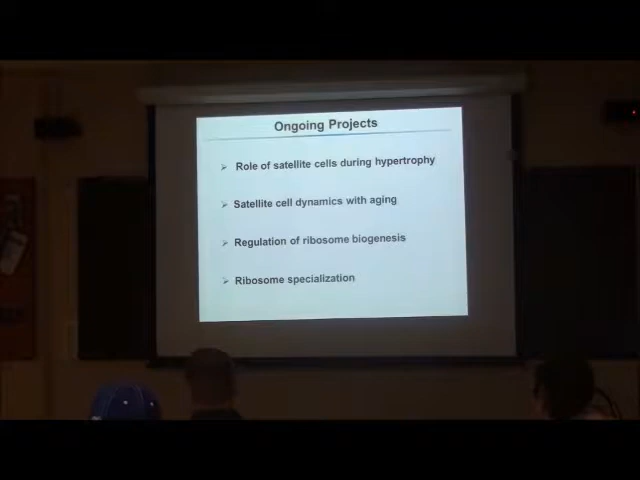 Ongoing Projects
Role of satellite cells during hypertrophy
Satellite cell dynamics with aging
Regulation of ribosome biogenesis
Ribosome specialization